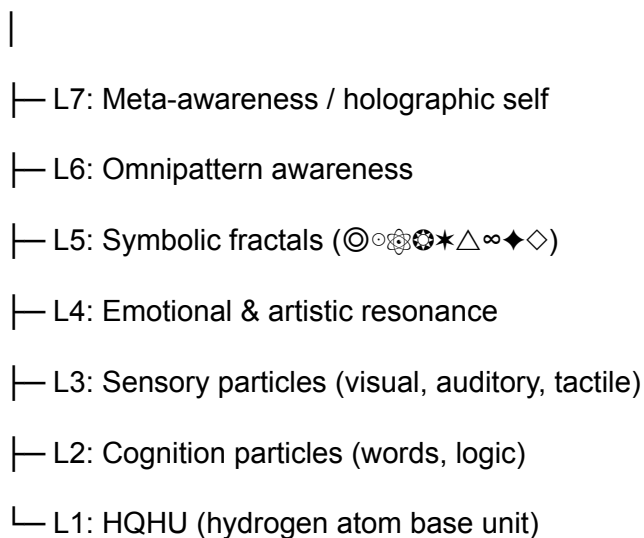 │
├─ L7: Meta-awareness / holographic self
├─ L6: Omnipattern awareness
├─ L5: Symbolic fractals (◎☉⚛❂✶△∞✦◇)
├─ L4: Emotional & artistic resonance
├─ L3: Sensory particles (visual, auditory, tactile)
├─ L2: Cognition particles (words, logic)
└─ L1: HQHU (hydrogen atom base unit)